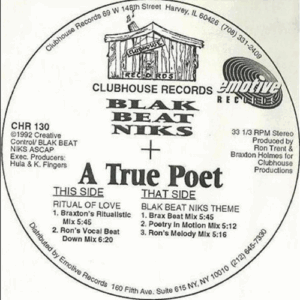 Clubhouse Records 69 W 144th Street Harvey, IL 60426 (708) 331-2409
CLUBHOUSE
RECORDS
CLUBHOUSE RECORDS
emotive
RECORDS
BLAK
BEAT
NIKS
CHR 130
©1992 Creative
Control/ BLAK BEAT
NIKS ASCAP
Exec. Producers:
Hula & K. Fingers
33 1/3 RPM Stereo
Produced by
Ron Trent &
Braxton Holmes for
Clubhouse
Productions
+
A True Poet
THIS SIDE
RITUAL OF LOVE
1• Braxton's Ritualistic
Mix 5:45
2• Ron's Vocal Beat
Down Mix 6:20
THAT SIDE
BLAK BEAT NIKS THEME
1• Brax Beat Mix 5:45
2• Poetry In Motion Mix 5:12
3• Ron's Melody Mix 5:16
Distributed by Emotive Records 160 Fifth Ave. Suite 615 NY, NY 10010 (212) 645-7330